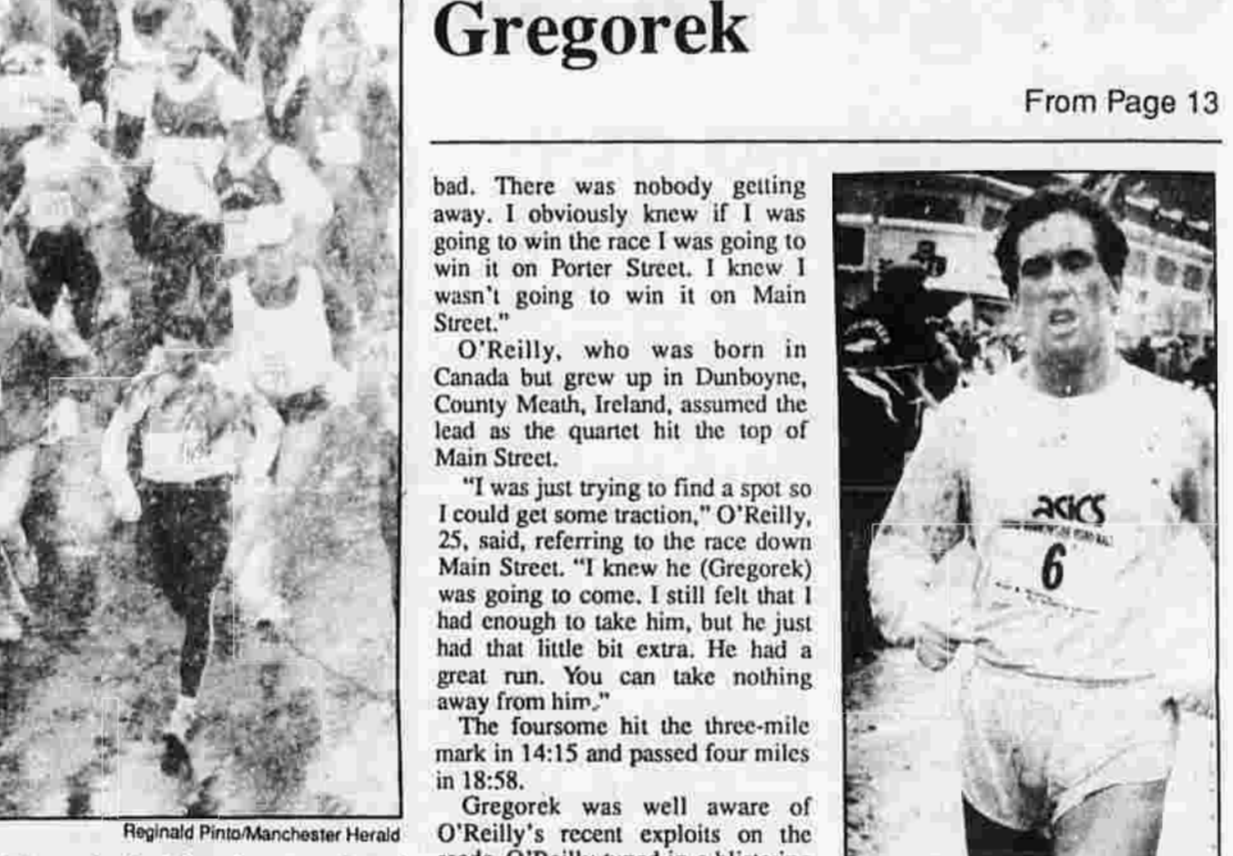 Gregorek
From Page 13
bad. There was nobody getting
away. I obviously knew if I was
going to win the race I was going to
win it on Porter Street. I knew I
wasn't going to win it on Main
Street."
O'Reilly, who was born in
Canada but grew up in Dunboyne,
County Meath, Ireland, assumed the
lead as the quartet hit the top of
Main Street.
"I was just trying to find a spot so
I could get some traction," O'Reilly,
25, said, referring to the race down
Main Street. "I knew he (Gregorek)
was going to come. I still felt that I
had enough to take him, but he just
had that little bit extra. He had a
great run. You can take nothing
away from him."
The foursome hit the three-mile
mark in 14:15 and passed four miles
in 18:58.
Gregorek was well aware of
O'Reilly's recent exploits on the
asics
6
Reginald Pinto/Manchester Herald